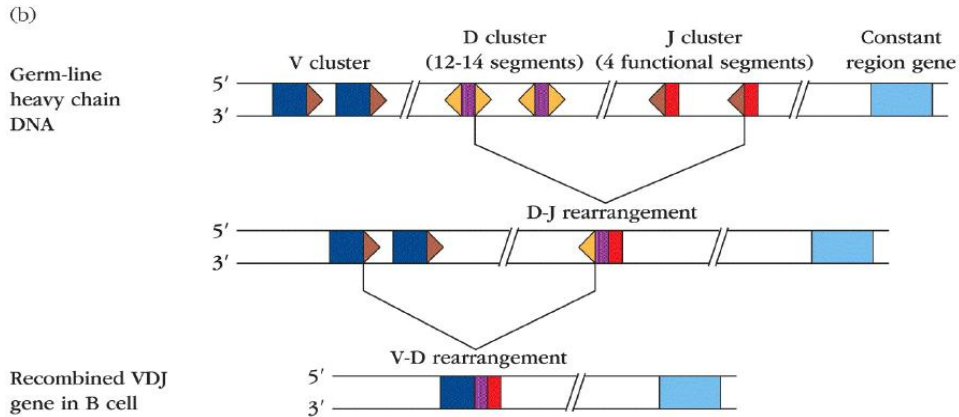 (b)
V cluster
D cluster
(12-14 segments)
J cluster
(4 functional segments)
Constant
region gene
Germ-line
heavy chain
DNA
5′
3′
D-J rearrangement
5′
3′
V-D rearrangement
Recombined VDJ
gene in B cell
5′
3′